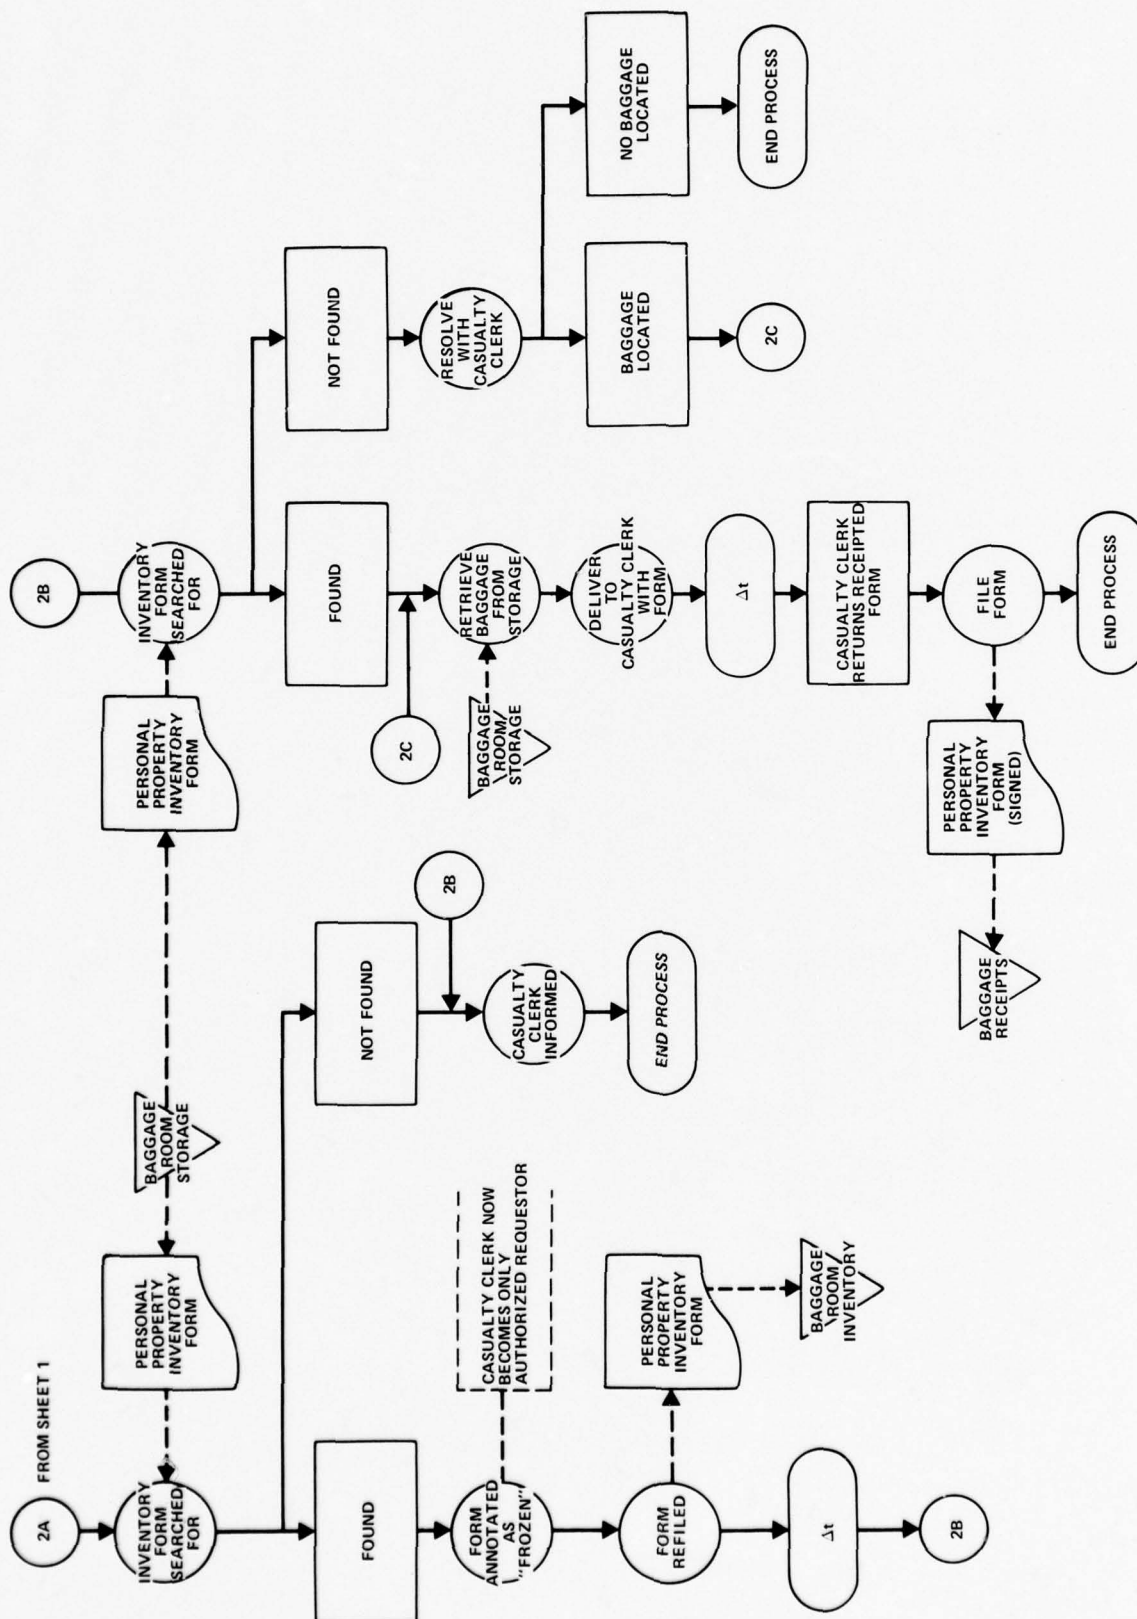 2A
FROM SHEET 1
INVENTORY
FORM
SEARCHED
FOR
PERSONAL
PROPERTY
INVENTORY
FORM
BAGGAGE
ROOM
STORAGE
FOUND
FORM
ANNOTATED
AS
"FROZEN"
CASUALTY CLERK NOW
BECOMES ONLY
AUTHORIZED REQUESTOR
FORM
REFILED
PERSONAL
PROPERTY
INVENTORY
FORM
BAGGAGE
ROOM
INVENTORY
Δt
2B
NOT FOUND
2B
CASUALTY
CLERK
INFORMED
END PROCESS
2B
PERSONAL
PROPERTY
INVENTORY
FORM
INVENTORY
FORM
SEARCHED
FOR
FOUND
2C
BAGGAGE
ROOM
STORAGE
RETRIEVE
BAGGAGE
FROM
STORAGE
DELIVER
TO
CASUALTY CLERK
WITH
FORM
Δt
CASUALTY CLERK
RETURNS RECEIPTED
FORM
FILE
FORM
PERSONAL
PROPERTY
INVENTORY
FORM
(SIGNED)
BAGGAGE
RECEIPTS
END PROCESS
NOT FOUND
RESOLVE
WITH
CASUALTY
CLERK
BAGGAGE
LOCATED
2C
NO BAGGAGE
LOCATED
END PROCESS